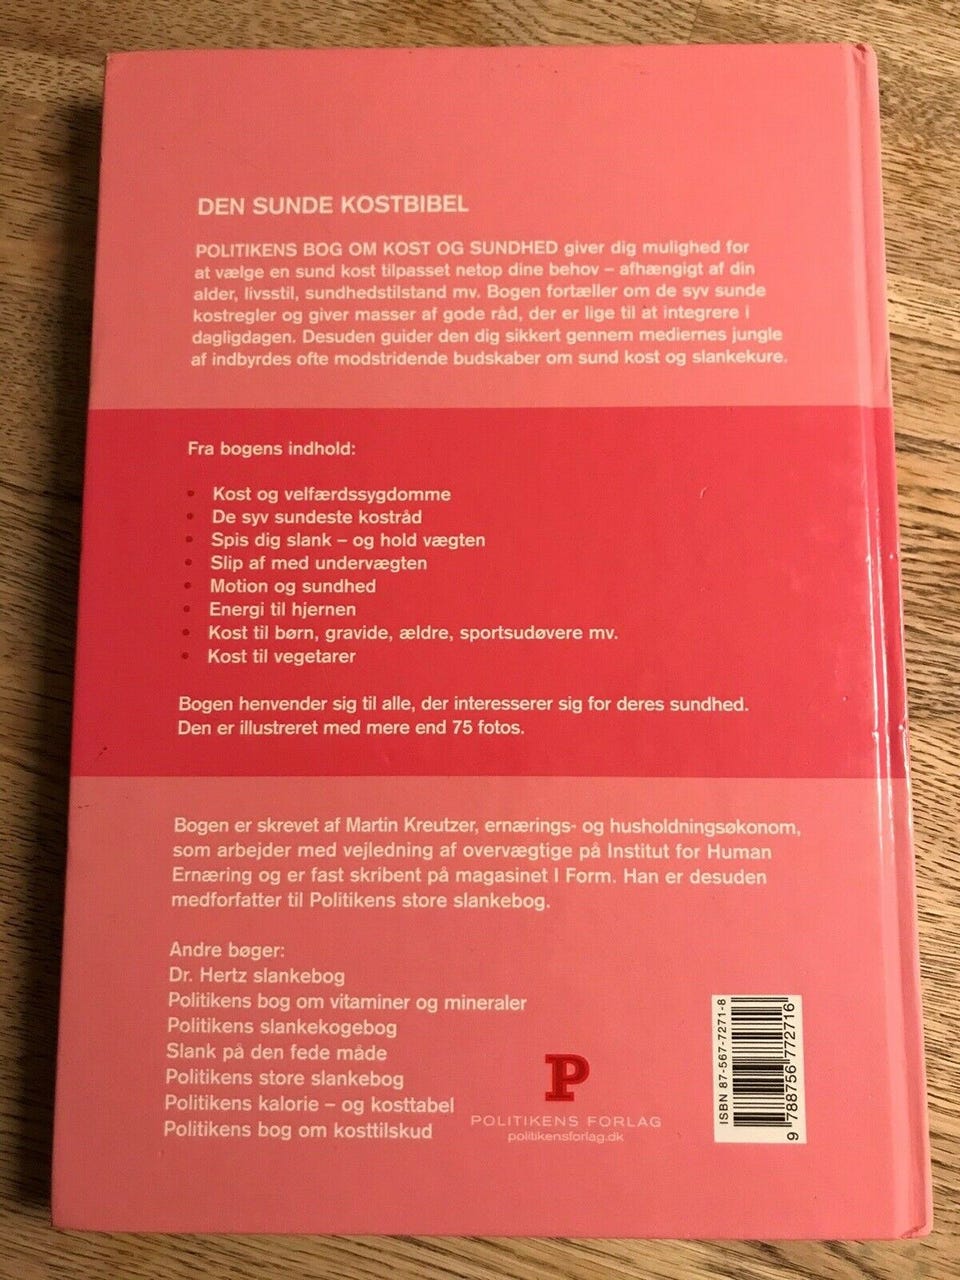 DEN SUNDE KOSTBIBEL
POLITIKENS BOG OM KOST OG SUNDHED giver dig mulighed for
at vælge en sund kost tilpasset netop dine behov – afhængigt af din
alder, livsstil, sundhedstilstand mv. Bogen fortæller om de syv sunde
kostregler og giver masser af gode råd, der er lige til at integrere i
dagligdagen. Desuden guider den dig sikkert gennem mediernes jungle
af indbyrdes ofte modstridende budskaber om sund kost og slankekure.
Fra bogens indhold:
• Kost og velfærdssygdomme
• De syv sundeste kostråd
• Spis dig slank – og hold vægten
• Slip af med undervægten
• Motion og sundhed
• Energi til hjernen
• Kost til børn, gravide, ældre, sportsudøvere mv.
• Kost til vegetarer
Bogen henvender sig til alle, der interesserer sig for deres sundhed.
Den er illustreret med mere end 75 fotos.
Bogen er skrevet af Martin Kreutzer, ernærings- og husholdningsøkonom,
som arbejder med vejledning af overvægtige på Institut for Human
Ernæring og er fast skribent på magasinet I Form. Han er desuden
medforfatter til Politikens store slankebog.
Andre bøger:
Dr. Hertz slankebog
Politikens bog om vitaminer og mineraler
Politikens slankekogebog
Slank på den fede måde
Politikens store slankebog
Politikens kalorie – og kosttabel
Politikens bog om kosttilskud
P
POLITIKENS FORLAG
politikensforlag.dk
ISBN 87-567-7271-8
9 788756 772716